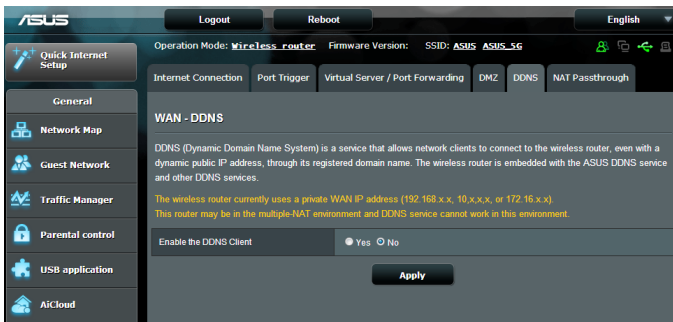 ASUS
Logout
Reboot
English
Quick Internet
Setup
Operation Mode: Wireless router Firmware Version: SSID: ASUS ASUS_5G
Internet Connection
Port Trigger
Virtual Server / Port Forwarding
DMZ
DDNS
NAT Passthrough
General
Network Map
Guest Network
Traffic Manager
Parental control
USB application
AiCloud
WAN - DDNS
DDNS (Dynamic Domain Name System) is a service that allows network clients to connect to the wireless router, even with a
dynamic public IP address, through its registered domain name. The wireless router is embedded with the ASUS DDNS service
and other DDNS services.
The wireless router currently uses a private WAN IP address (192.168.x.x, 10,x,x,x, or 172.16.x.x).
This router may be in the multiple-NAT environment and DDNS service cannot work in this environment.
Enable the DDNS Client
Yes No
Apply